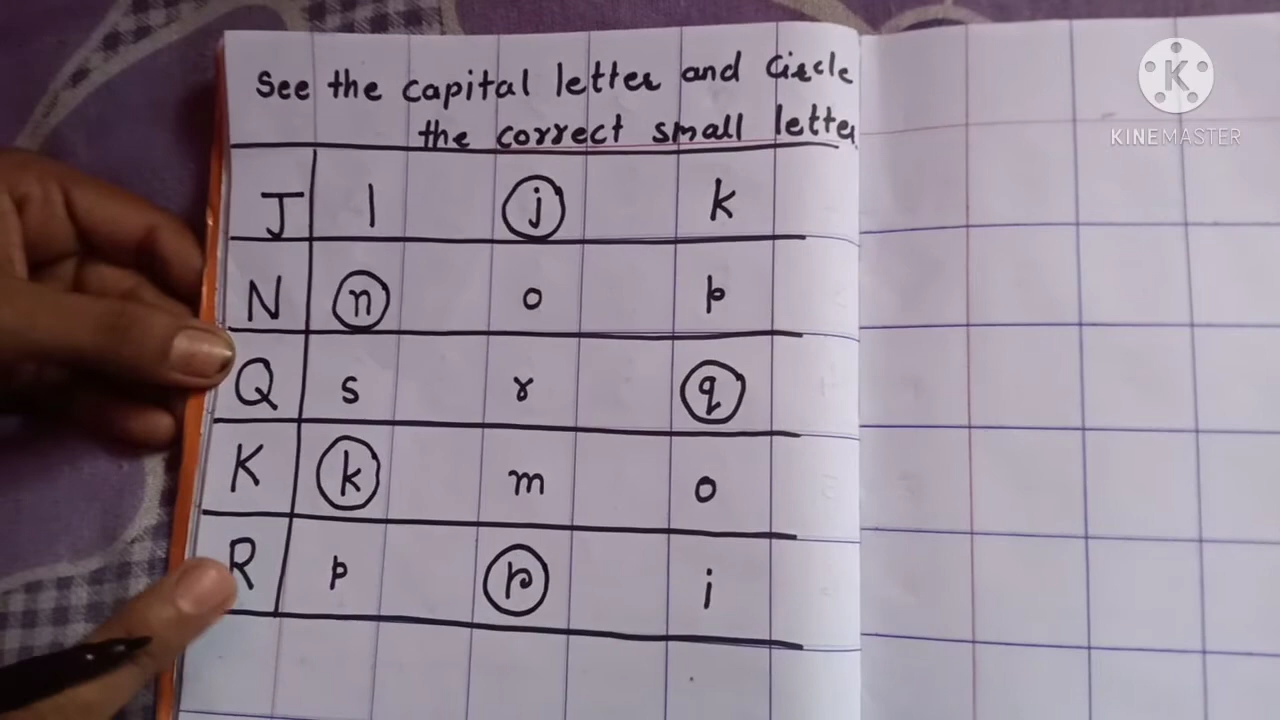 See the capital letter and Circle
the correct small letter
J l j k
N n o p
Q s r q
K k m o
R p r j
K
KINEMASTER